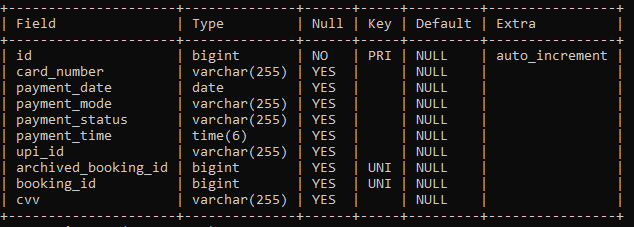 +---------------------+--------------+------+-----+---------+----------------+
| Field               | Type         | Null | Key | Default | Extra          |
+---------------------+--------------+------+-----+---------+----------------+
| id                  | bigint       | NO   | PRI | NULL    | auto_increment |
| card_number         | varchar(255) | YES  |     | NULL    |                |
| payment_date        | date         | YES  |     | NULL    |                |
| payment_mode        | varchar(255) | YES  |     | NULL    |                |
| payment_status      | varchar(255) | YES  |     | NULL    |                |
| payment_time        | time(6)      | YES  |     | NULL    |                |
| upi_id              | varchar(255) | YES  |     | NULL    |                |
| archived_booking_id | bigint       | YES  | UNI | NULL    |                |
| booking_id          | bigint       | YES  | UNI | NULL    |                |
| cvv                 | varchar(255) | YES  |     | NULL    |                |
+---------------------+--------------+------+-----+---------+----------------+